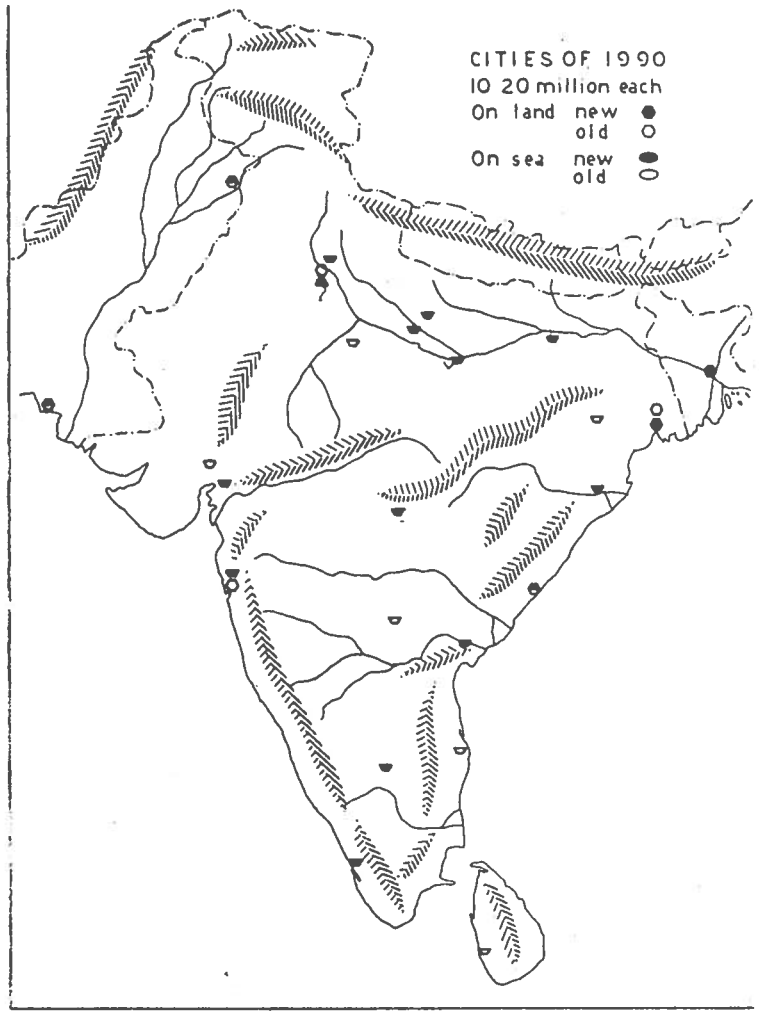 CITIES OF 1990
10 20 million each
On land new
old
On sea new
old